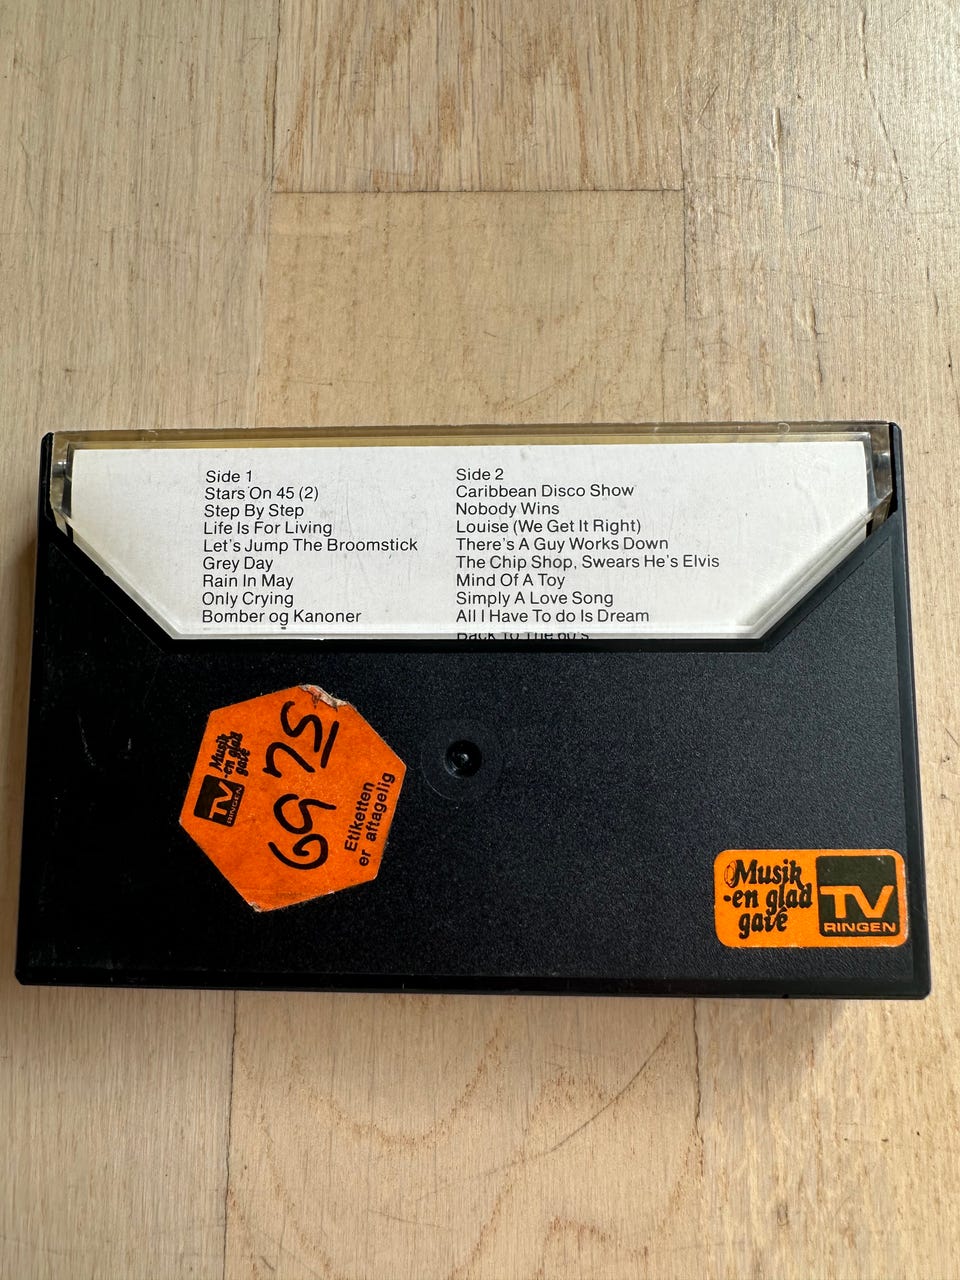 Side 1
Stars On 45 (2)
Step By Step
Life Is For Living
Let's Jump The Broomstick
Grey Day
Rain In May
Only Crying
Bomber og Kanoner
Side 2
Caribbean Disco Show
Nobody Wins
Louise (We Get It Right)
There's A Guy Works Down
The Chip Shop, Swears He's Elvis
Mind Of A Toy
Simply A Love Song
All I Have To do Is Dream
Back To The 60's
Musik
-en glad
gave
TV
RINGEN
Etiketten
er aftagelig
Musik
-en glad
gave
TV
RINGEN